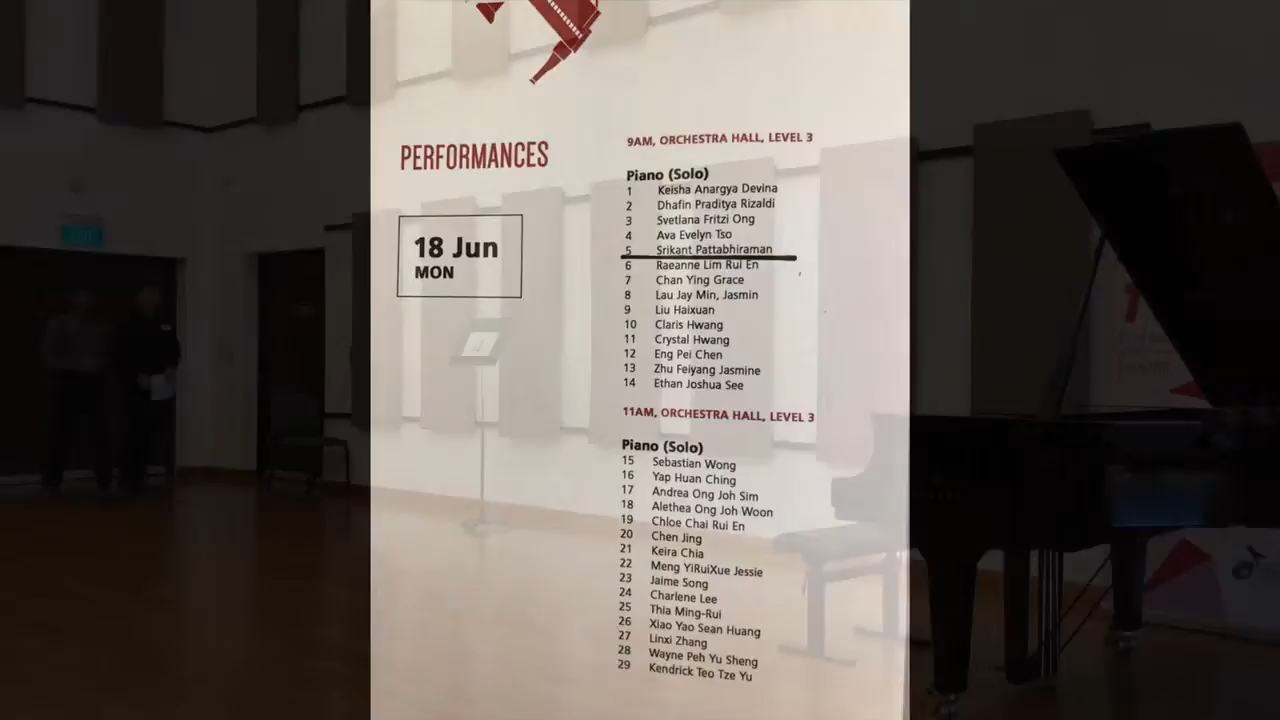 PERFORMANCES
18 Jun
MON
9AM, ORCHESTRA HALL, LEVEL 3
Piano (Solo)
1 Keisha Anargya Devina
2 Dhafin Praditya Rizaldi
3 Svetlana Fritzi Ong
4 Ava Evelyn Tso
5 Srikant Pattabhiraman
6 Raeanne Lim Rui En
7 Chan Ying Grace
8 Lau Jay Min, Jasmin
9 Liu Haixuan
10 Claris Hwang
11 Crystal Hwang
12 Eng Pei Chen
13 Zhu Feiyang Jasmine
14 Ethan Joshua See
11AM, ORCHESTRA HALL, LEVEL 3
Piano (Solo)
15 Sebastian Wong
16 Yap Huan Ching
17 Andrea Ong Joh Sim
18 Alethea Ong Joh Woon
19 Chloe Chai Rui En
20 Chen Jing
21 Keira Chia
22 Meng YiRuiXue Jessie
23 Jaime Song
24 Charlene Lee
25 Thia Ming-Rui
26 Xiao Yao Sean Huang
27 Linxi Zhang
28 Wayne Peh Yu Sheng
29 Kendrick Teo Tze Yu